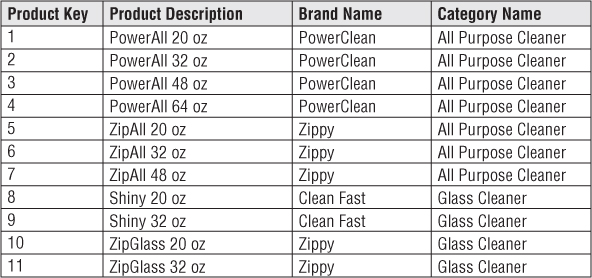 Product Key Product Description Brand Name Category Name
1 PowerAll 20 oz PowerClean All Purpose Cleaner
2 PowerAll 32 oz PowerClean All Purpose Cleaner
3 PowerAll 48 oz PowerClean All Purpose Cleaner
4 PowerAll 64 oz PowerClean All Purpose Cleaner
5 ZipAll 20 oz Zippy All Purpose Cleaner
6 ZipAll 32 oz Zippy All Purpose Cleaner
7 ZipAll 48 oz Zippy All Purpose Cleaner
8 Shiny 20 oz Clean Fast Glass Cleaner
9 Shiny 32 oz Clean Fast Glass Cleaner
10 ZipGlass 20 oz Zippy Glass Cleaner
11 ZipGlass 32 oz Zippy Glass Cleaner